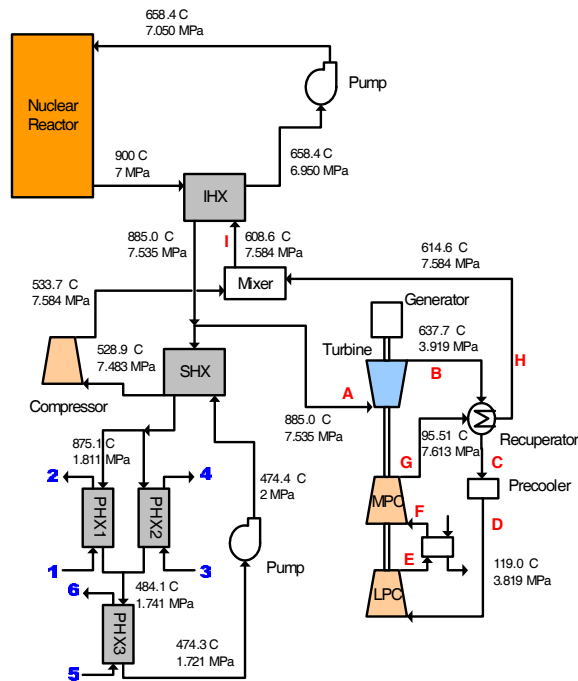 658.4 C
7.050 MPa
Pump
Nuclear
Reactor
900 C
7 MPa
658.4 C
6.950 MPa
IHX
885.0 C
7.535 MPa
I
608.6 C
7.584 MPa
614.6 C
7.584 MPa
533.7 C
7.584 MPa
Mixer
Generator
637.7 C
3.919 MPa
Turbine
528.9 C
7.483 MPa
SHX
A
B
H
Compressor
885.0 C
7.535 MPa
95.51 C
7.613 MPa
Recuperator
875.1 C
1.811 MPa
G
C
2
4
474.4 C
2 MPa
Precooler
PHX1
PHX2
MPC
F
D
Pump
1
3
E
119.0 C
3.819 MPa
6
484.1 C
1.741 MPa
LPC
PHX3
474.3 C
1.721 MPa
5